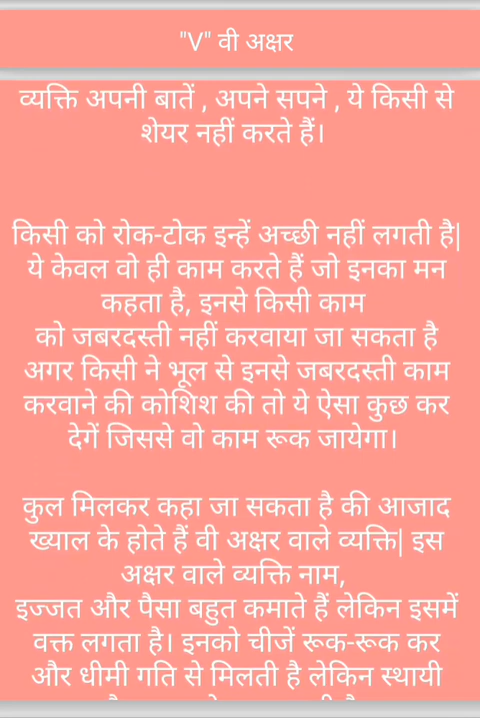 "V" वी अक्षर
व्यक्ति अपनी बातें , अपने सपने , ये किसी से
शेयर नहीं करते हैं।
किसी को रोक-टोक इन्हें अच्छी नहीं लगती है|
ये केवल वो ही काम करते हैं जो इनका मन
कहता है, इनसे किसी काम
को जबरदस्ती नहीं करवाया जा सकता है
अगर किसी ने भूल से इनसे जबरदस्ती काम
करवाने की कोशिश की तो ये ऐसा कुछ कर
देगें जिससे वो काम रूक जायेगा।
कुल मिलकर कहा जा सकता है की आजाद
ख्याल के होते हैं वी अक्षर वाले व्यक्ति| इस
अक्षर वाले व्यक्ति नाम,
इज्जत और पैसा बहुत कमाते हैं लेकिन इसमें
वक्त लगता है। इनको चीजें रूक-रूक कर
और धीमी गति से मिलती है लेकिन स्थायी